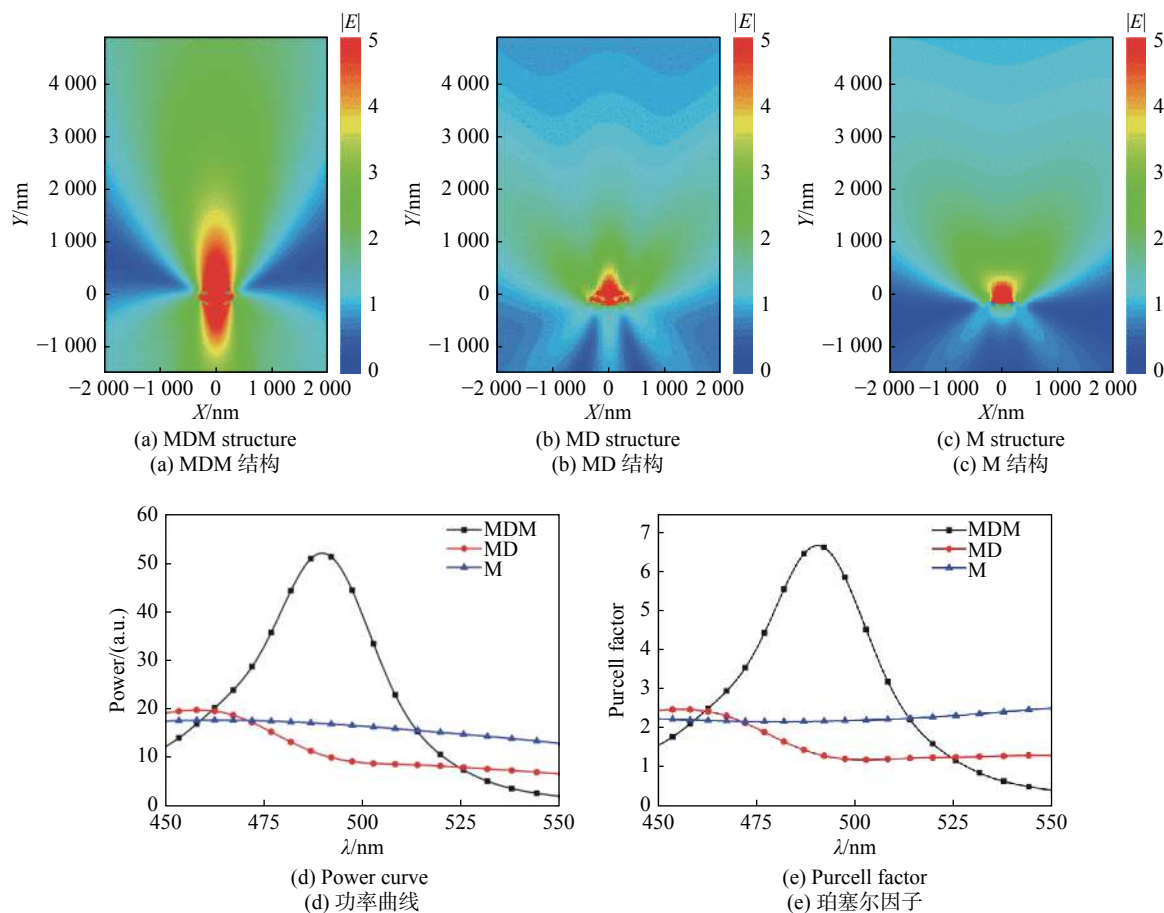 |E|
5
4
3
2
1
0
4 000
3 000
2 000
1 000
0
−1 000
Y/nm
−2 000 −1 000 0 1 000 2 000
X/nm
(a) MDM structure
(a) MDM 结构
|E|
5
4
3
2
1
0
4 000
3 000
2 000
1 000
0
−1 000
Y/nm
−2 000 −1 000 0 1 000 2 000
X/nm
(b) MD structure
(b) MD 结构
|E|
5
4
3
2
1
0
4 000
3 000
2 000
1 000
0
−1 000
Y/nm
−2 000 −1 000 0 1 000 2 000
X/nm
(c) M structure
(c) M 结构
60
50
40
30
20
10
0
Power/(a.u.)
MDM
MD
M
450 475 500 525 550
λ/nm
(d) Power curve
(d) 功率曲线
7
6
5
4
3
2
1
0
Purcell factor
MDM
MD
M
450 475 500 525 550
λ/nm
(e) Purcell factor
(e) 珀塞尔因子